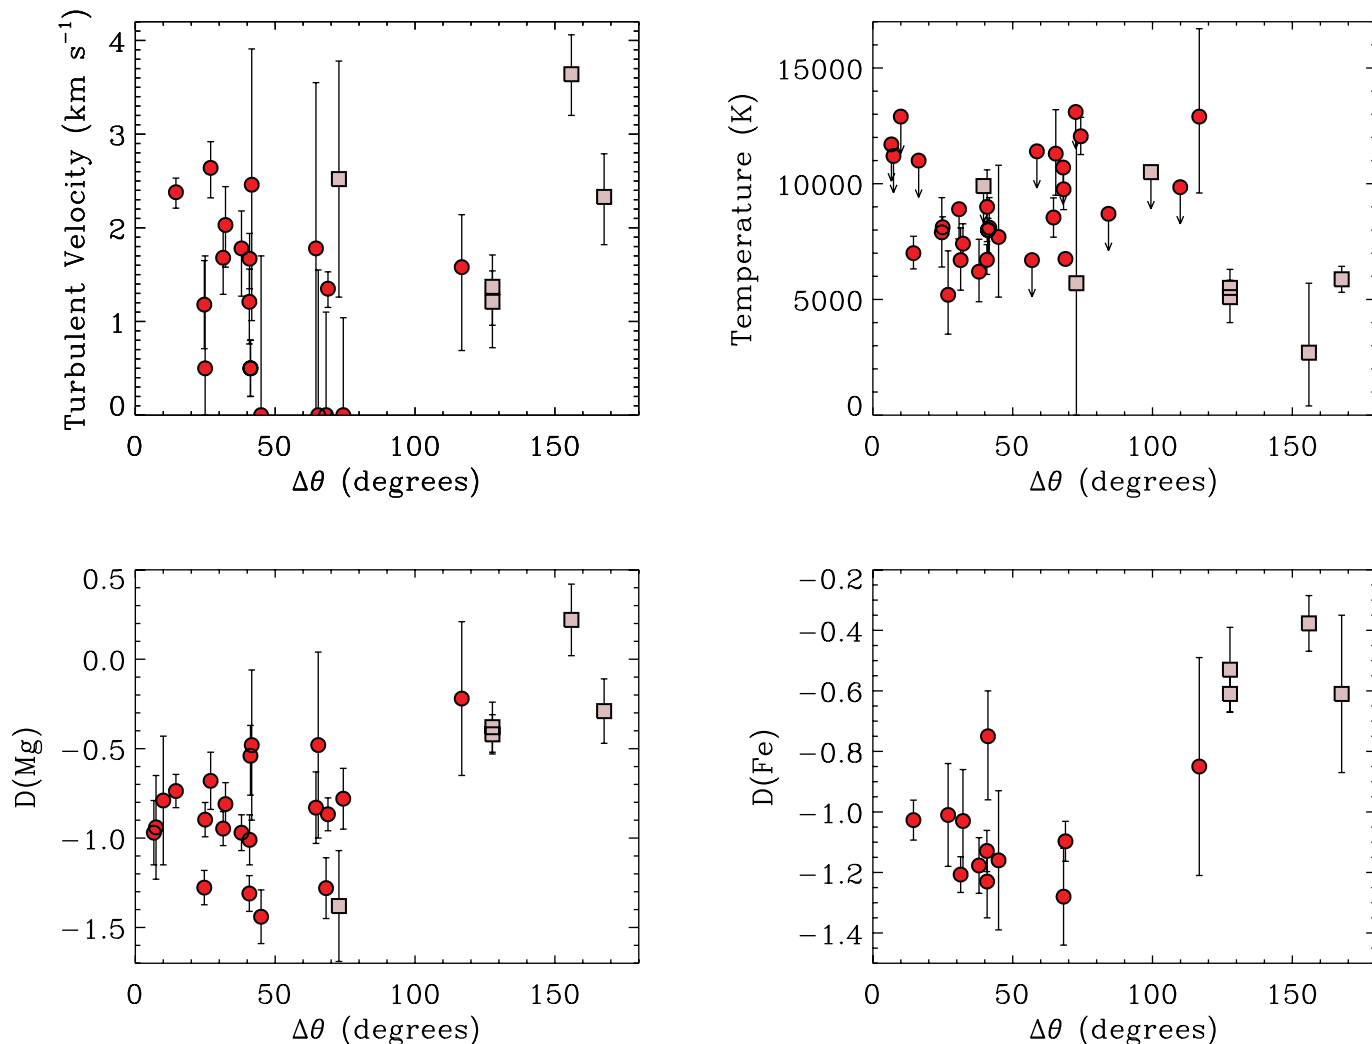 Turbulent Velocity (km s⁻¹)
4
3
2
1
0
0 50 100 150
Δθ (degrees)
Temperature (K)
15000
10000
5000
0
0 50 100 150
Δθ (degrees)
D(Mg)
0.5
0.0
−0.5
−1.0
−1.5
0 50 100 150
Δθ (degrees)
D(Fe)
−0.2
−0.4
−0.6
−0.8
−1.0
−1.2
−1.4
0 50 100 150
Δθ (degrees)